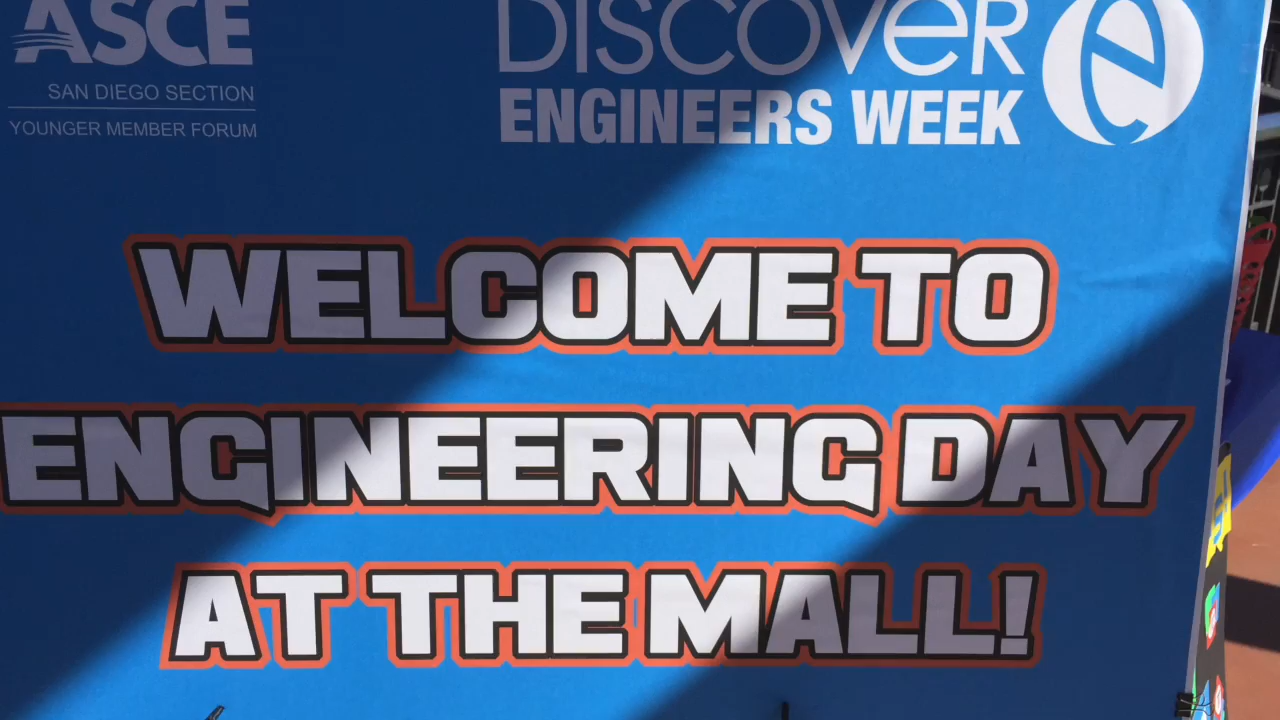 ASCE
SAN DIEGO SECTION
YOUNGER MEMBER FORUM
DISCOVER
ENGINEERS WEEK
WELCOME TO
ENGINEERING DAY
AT THE MALL!